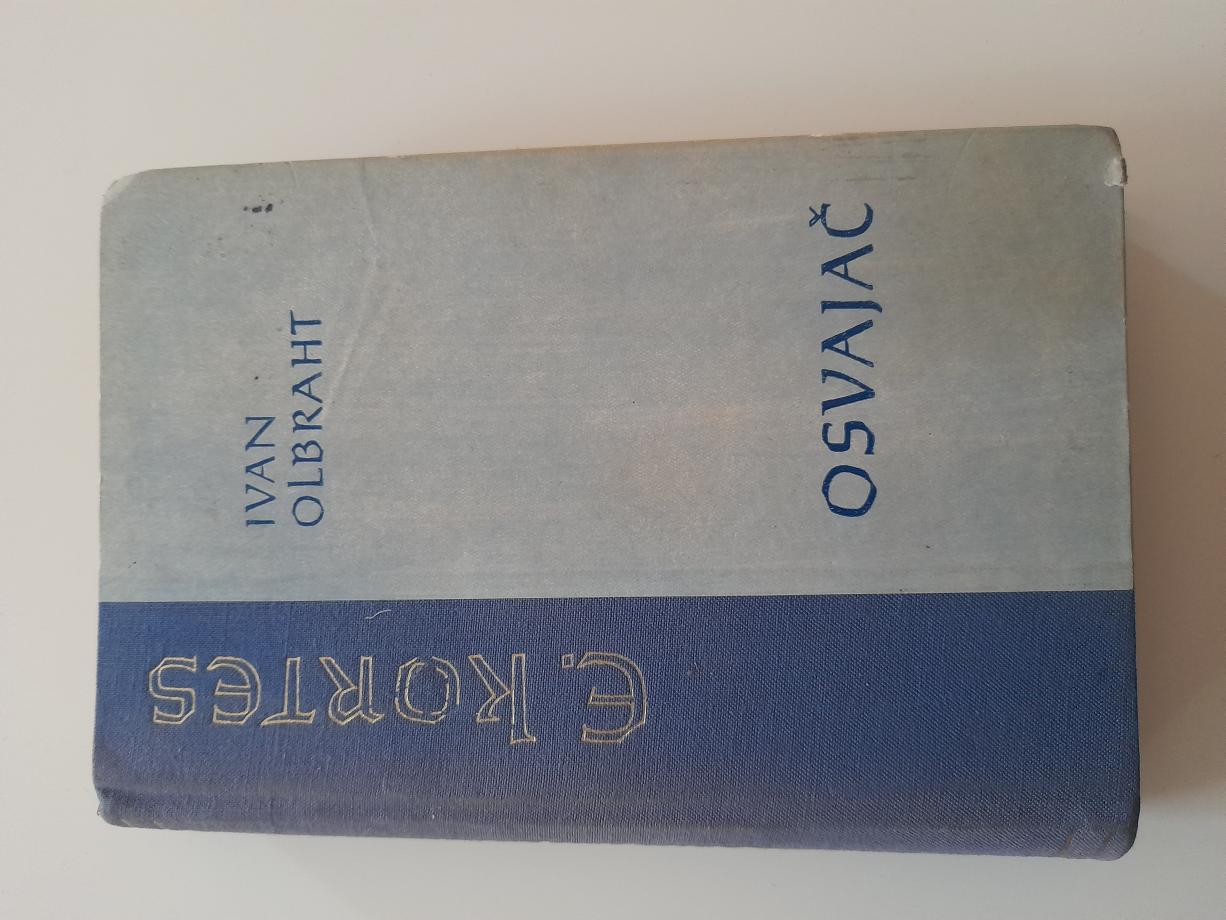 IVAN
OLBRAHT
OSVAJAČ
E. KORTES